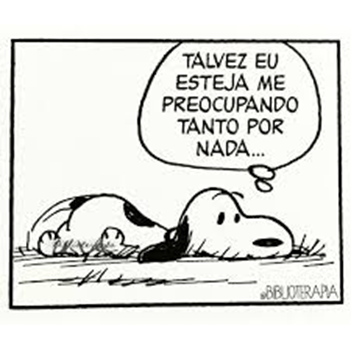 TALVEZ EU
ESTEJA ME
PREOCUPANDO
TANTO POR
NADA...
@BIBLIOTERAPIA